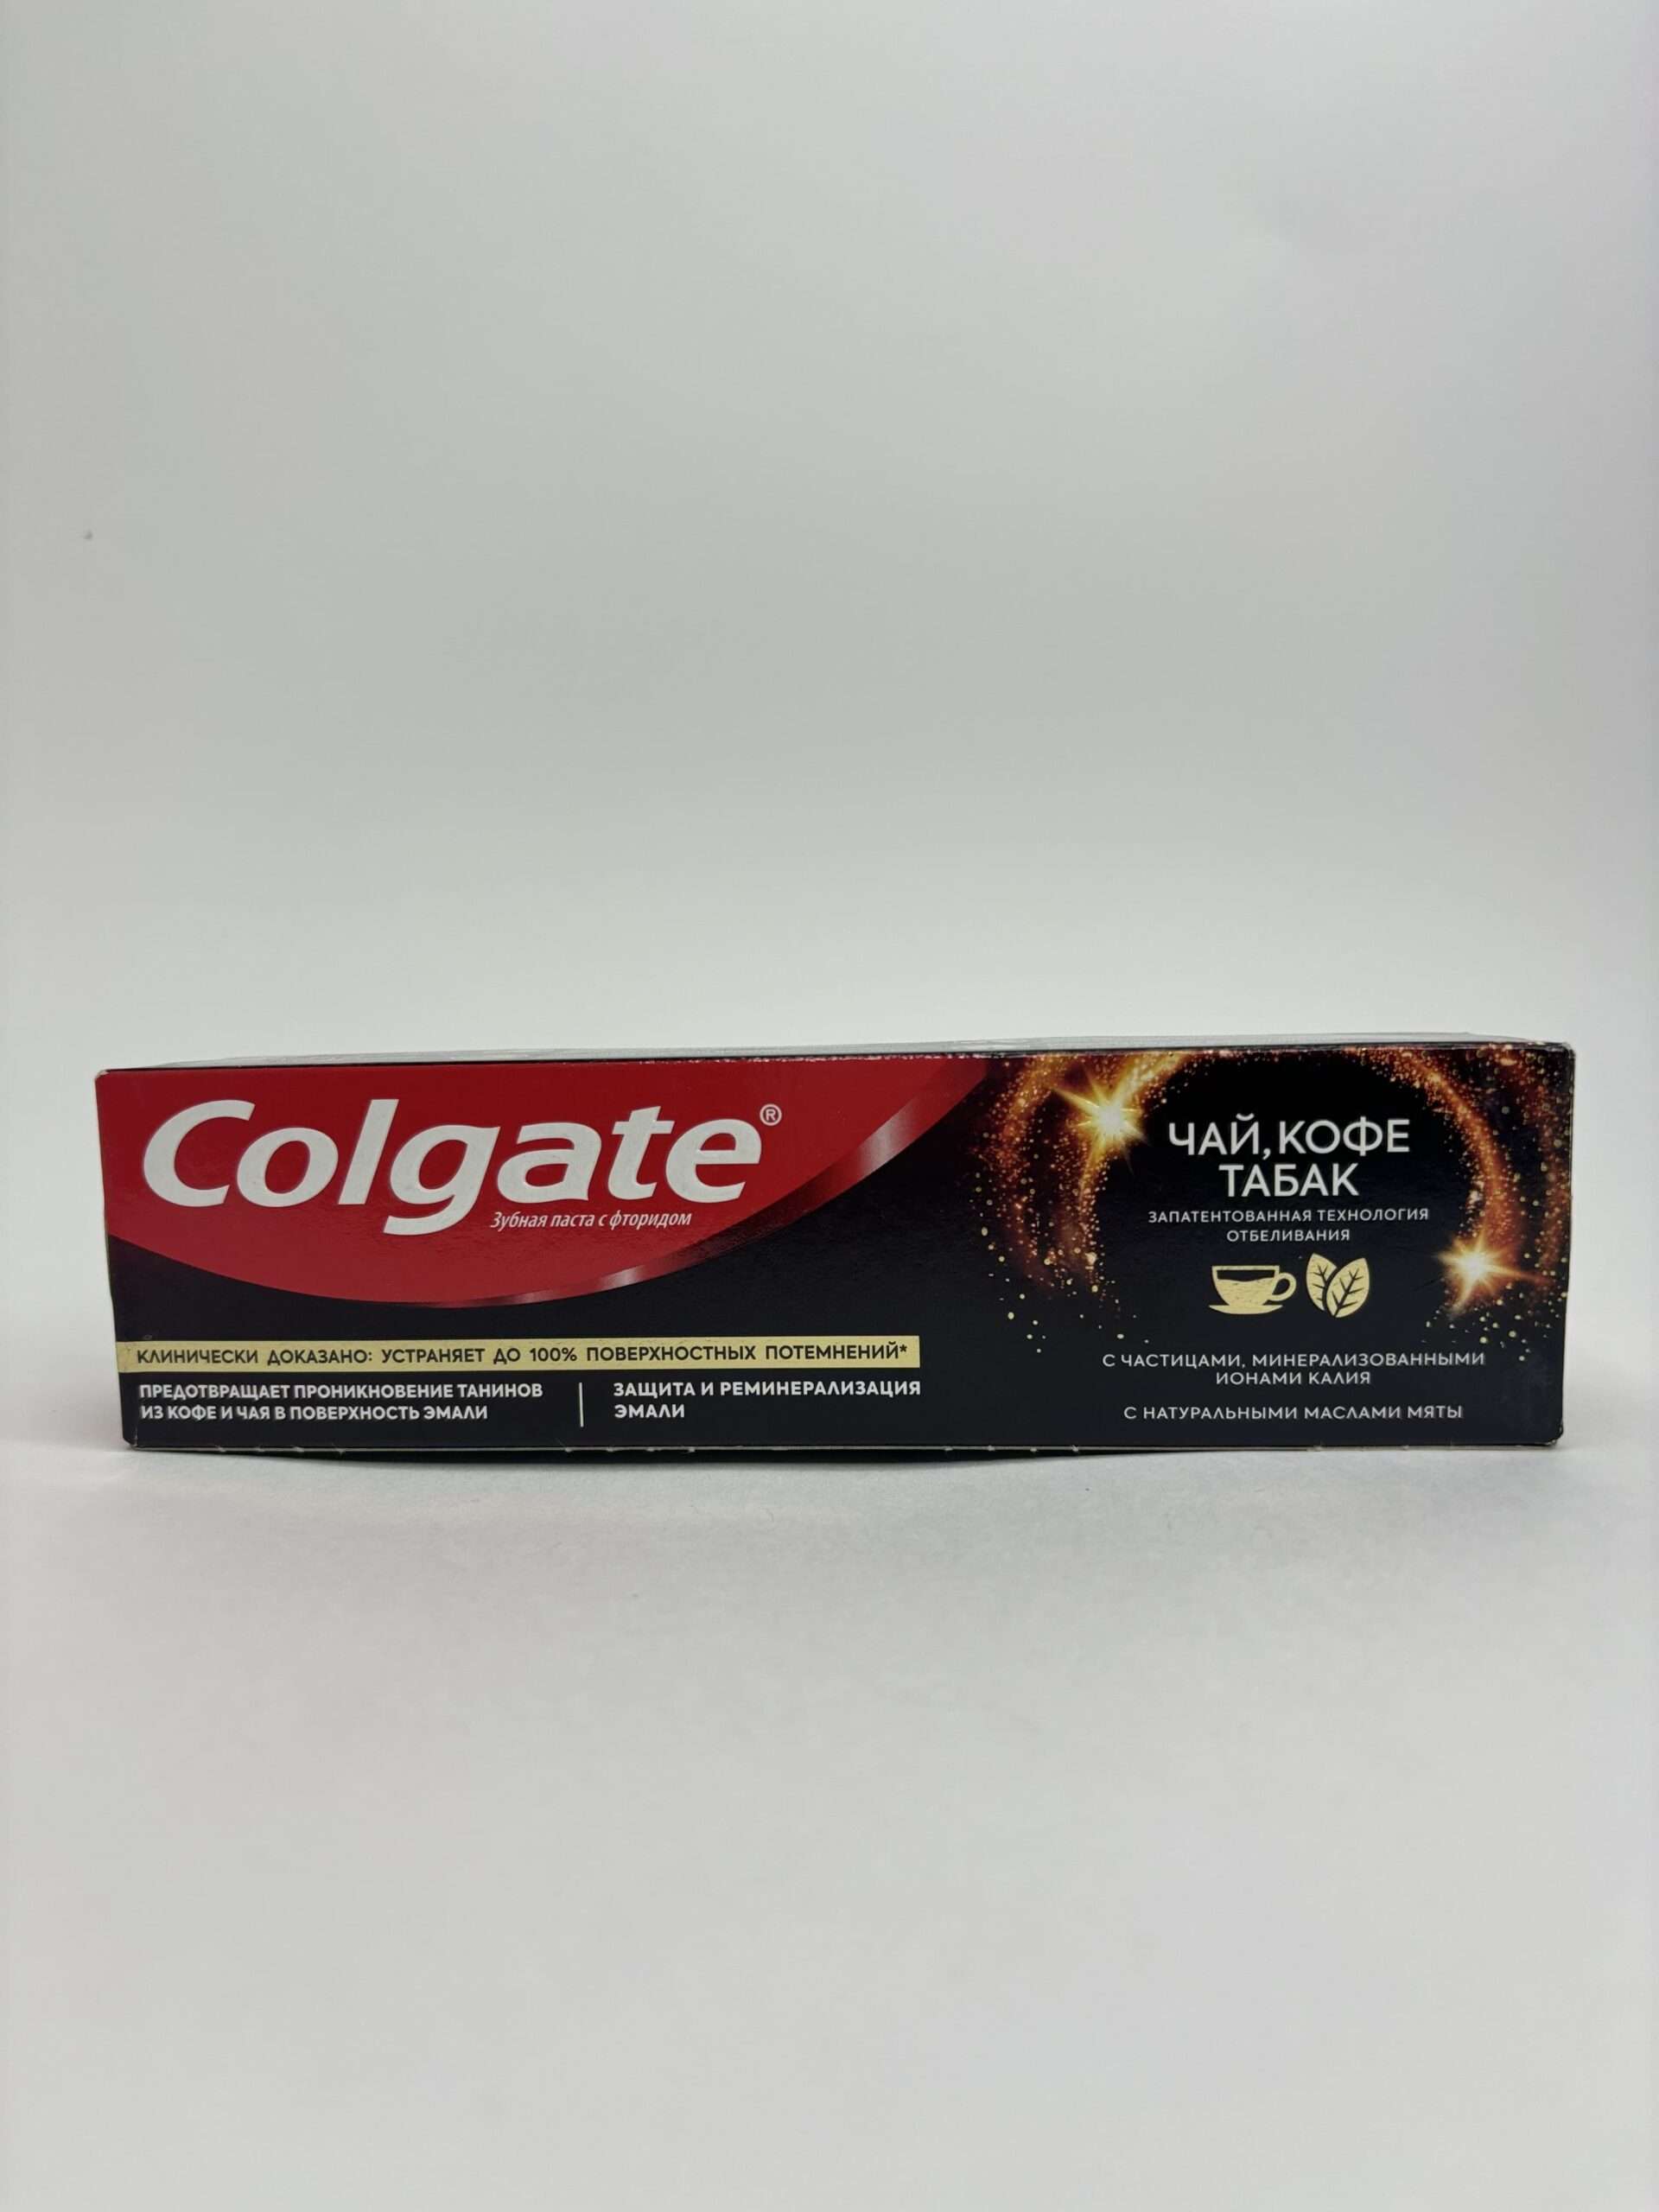 Colgate®
Зубная паста с фторидом
КЛИНИЧЕСКИ ДОКАЗАНО: УСТРАНЯЕТ ДО 100% ПОВЕРХНОСТНЫХ ПОТЕМНЕНИЙ*
ПРЕДОТВРАЩАЕТ ПРОНИКНОВЕНИЕ ТАНИНОВ
ИЗ КОФЕ И ЧАЯ В ПОВЕРХНОСТЬ ЭМАЛИ
ЗАЩИТА И РЕМИНЕРАЛИЗАЦИЯ
ЭМАЛИ
ЧАЙ, КОФЕ
ТАБАК
ЗАПАТЕНТОВАННАЯ ТЕХНОЛОГИЯ
ОТБЕЛИВАНИЯ
С ЧАСТИЦАМИ, МИНЕРАЛИЗОВАННЫМИ
ИОНАМИ КАЛИЯ
С НАТУРАЛЬНЫМИ МАСЛАМИ МЯТЫ